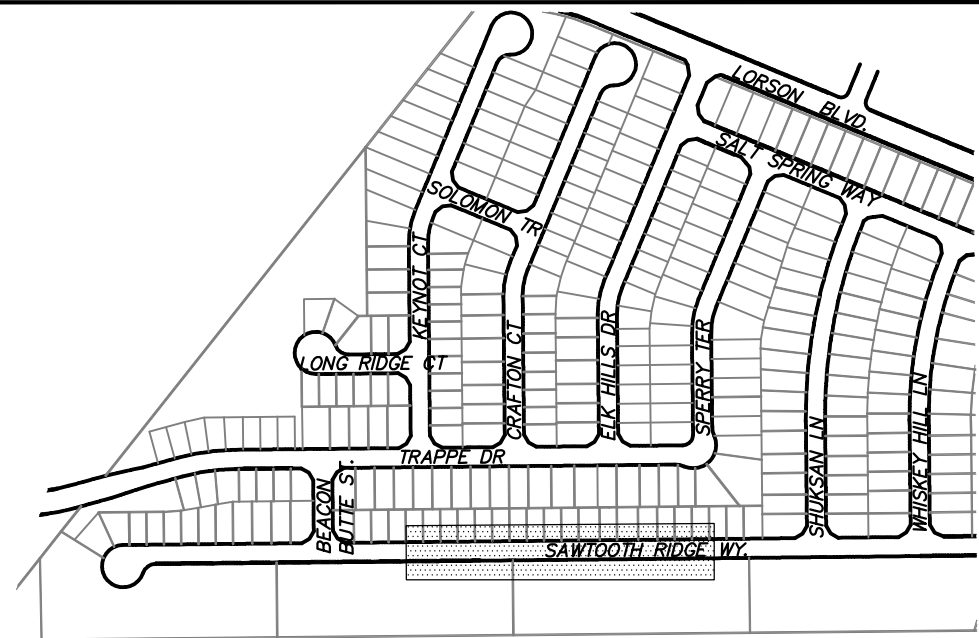 LORSON BLVD.
SALT SPRING WAY
SOLOMON TR
KEYNOT CT
LONG RIDGE CT
CRAFTON CT
ELK HILLS DR
SPERRY TER
SHUKSAN LN
WHISKEY HILL LN
TRAPPE DR
BEACON
BUTTE ST.
SAWTOOTH RIDGE WY.